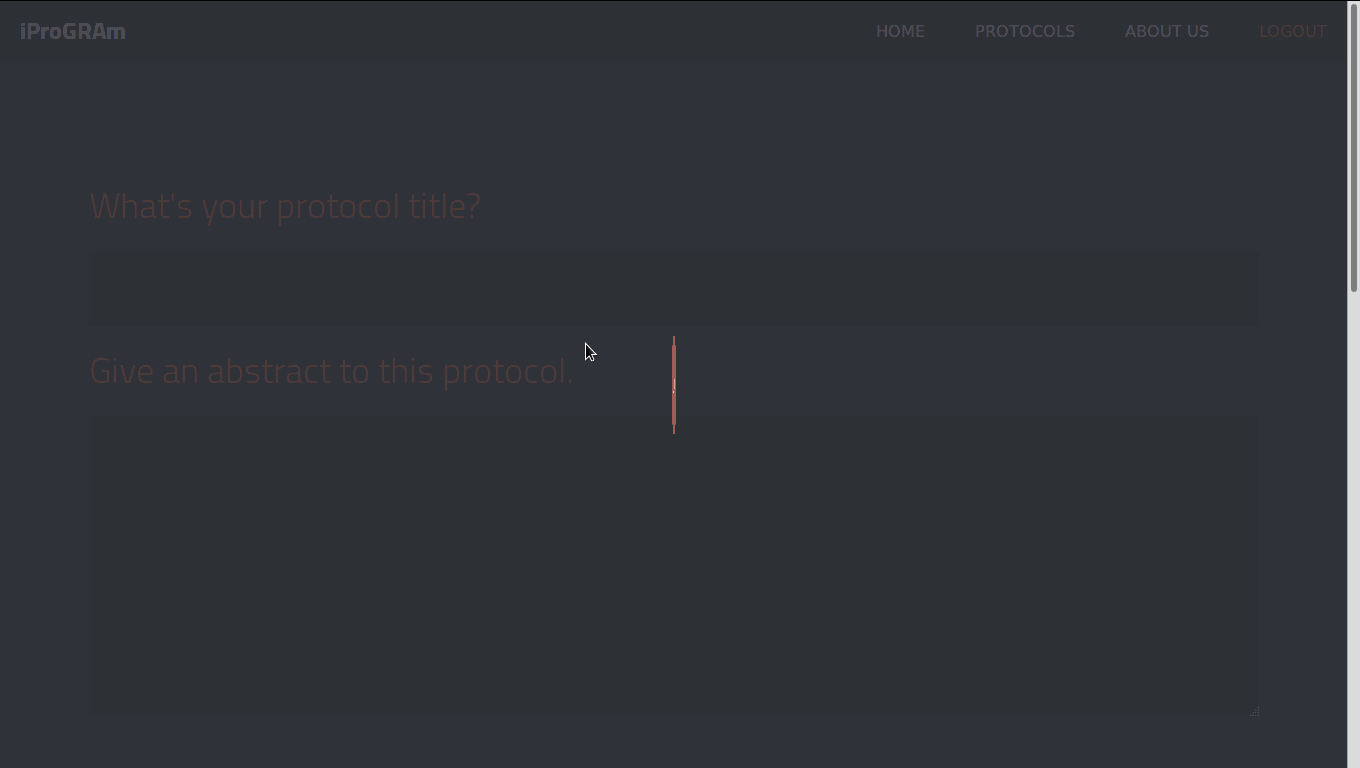 iProGRAm
HOME PROTOCOLS ABOUT US LOGOUT
What's your protocol title?
Give an abstract to this protocol.